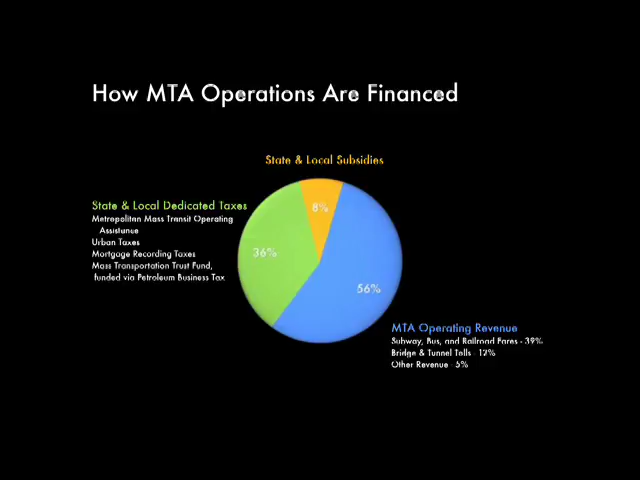 How MTA Operations Are Financed
State & Local Subsidies
8%
State & Local Dedicated Taxes
Metropolitan Mass Transit Operating
Assistance
Urban Taxes
Mortgage Recording Taxes
Mass Transportation Trust Fund,
funded via Petroleum Business Tax
36%
56%
MTA Operating Revenue
Subway, Bus, and Railroad Fares - 39%
Bridge & Tunnel Tolls - 12%
Other Revenue - 5%